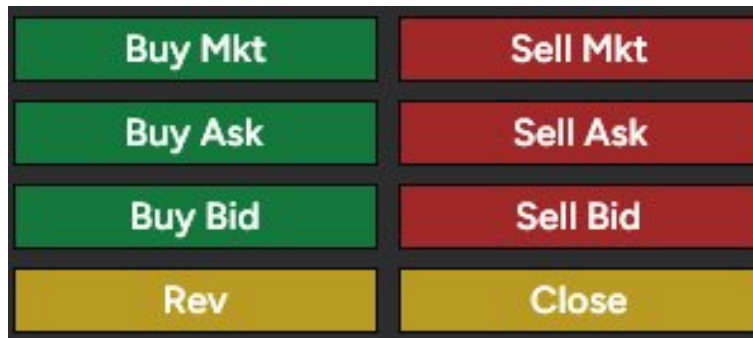 Buy Mkt Sell Mkt
Buy Ask Sell Ask
Buy Bid Sell Bid
Rev Close